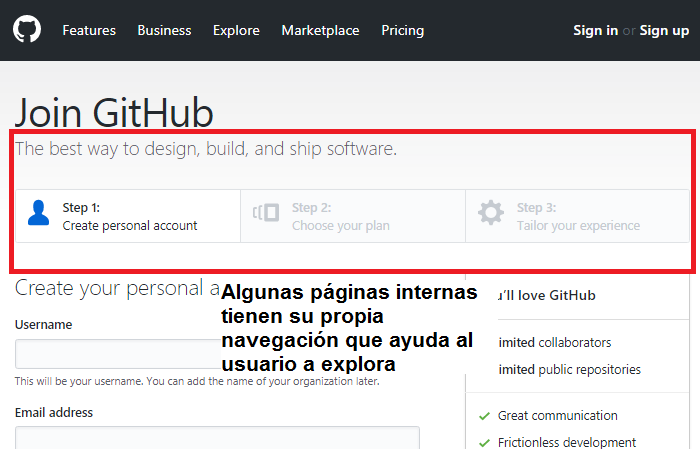 Features Business Explore Marketplace Pricing Sign in or Sign up
Join GitHub
The best way to design, build, and ship software.
Step 1:
Create personal account
Step 2:
Choose your plan
Step 3:
Tailor your experience
Create your personal a
Algunas páginas internas
tienen su propia
navegación que ayuda al
usuario a explora
Username
This will be your username. You can add the name of your organization later.
Email address
u'll love GitHub
limited collaborators
limited public repositories
Great communication
Frictionless development